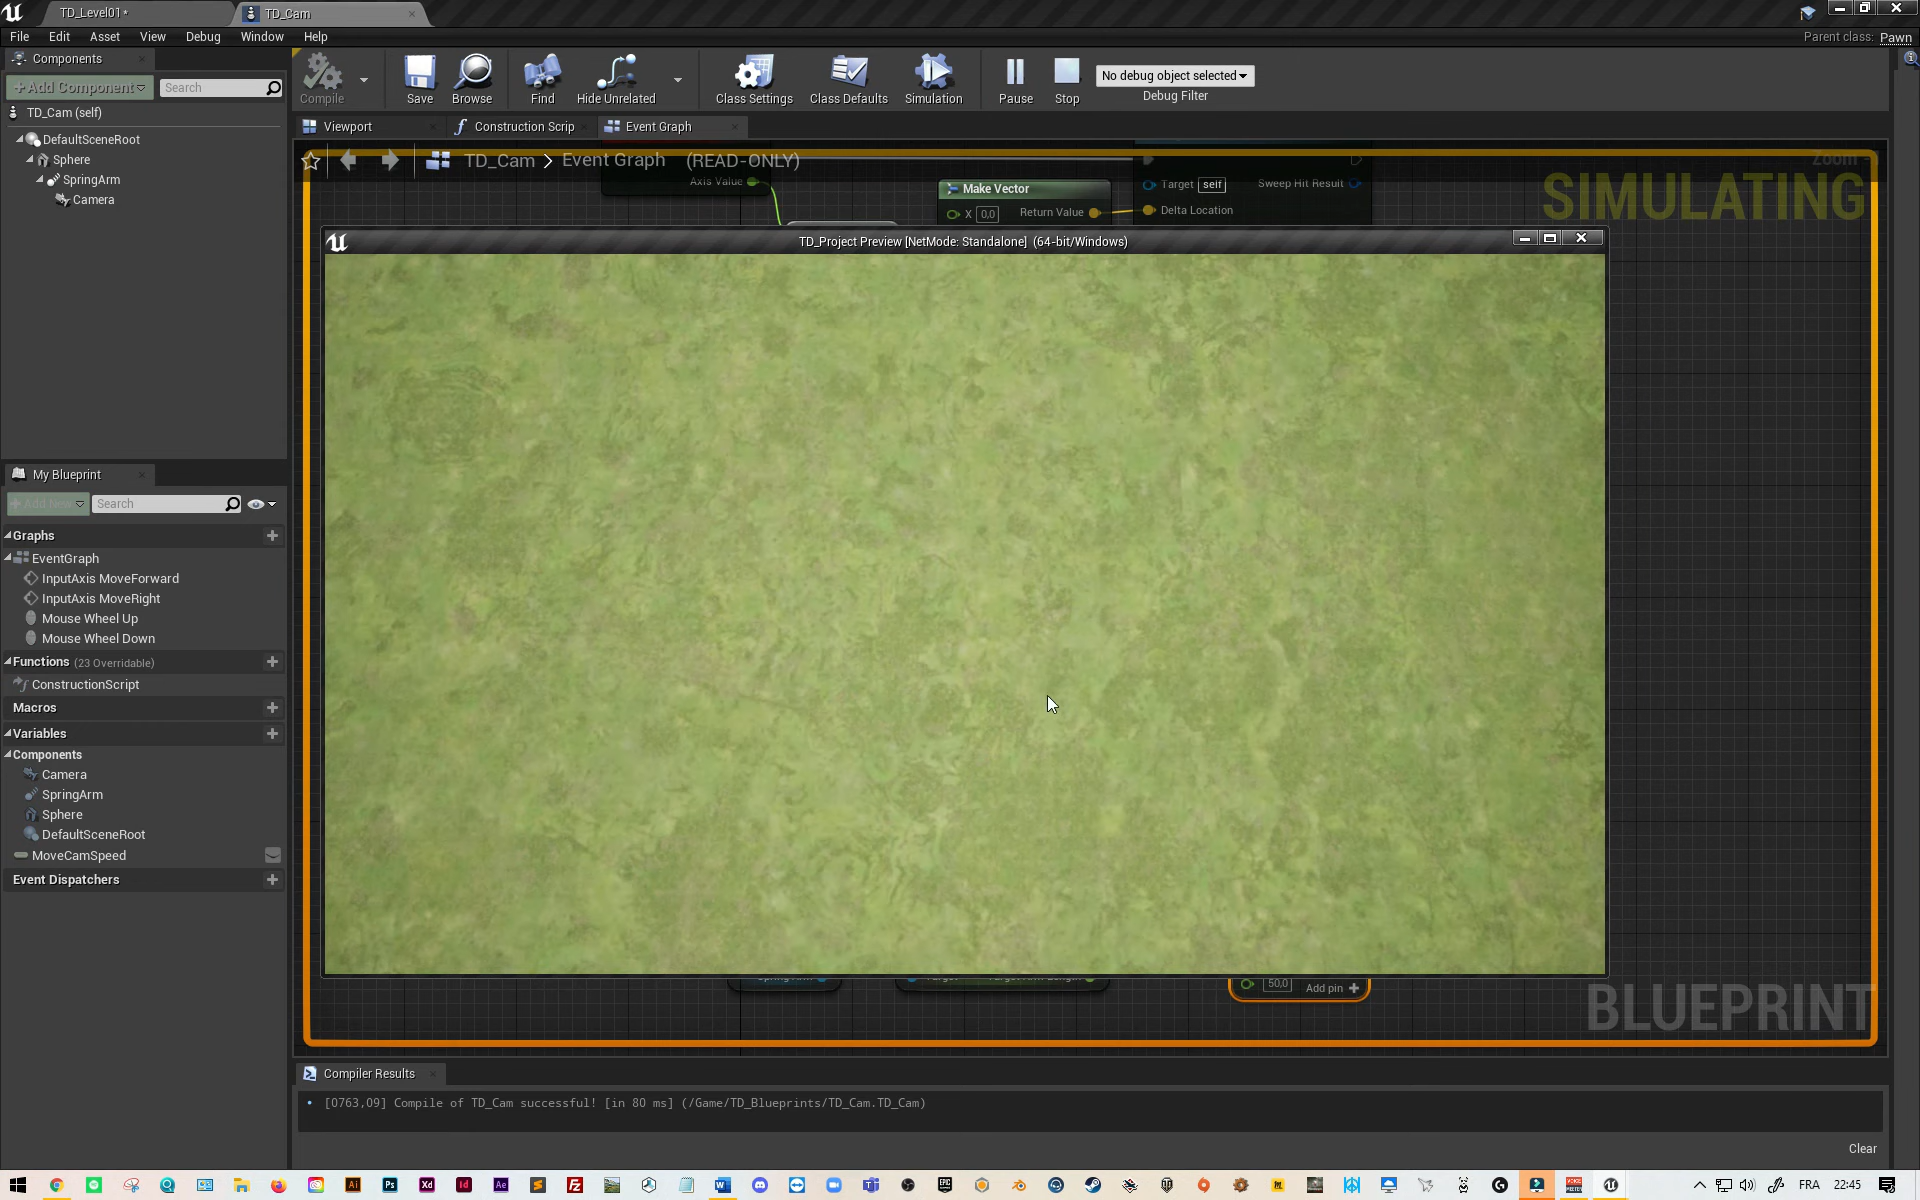 TD_Level01*
TD_Cam
File Edit Asset View Debug Window Help
Parent class: Pawn
Components
+Add Component
Search
TD_Cam (self)
DefaultSceneRoot
Sphere
SpringArm
Camera
Compile
Save
Browse
Find
Hide Unrelated
Class Settings
Class Defaults
Simulation
Pause
Stop
No debug object selected
Debug Filter
Viewport
Construction Scrip
Event Graph
TD_Cam > Event Graph (READ-ONLY)
Zoom
SIMULATING
Axis Value
Make Vector
X 0,0 Return Value
Target self Sweep Hit Result
Delta Location
TD_Project Preview [NetMode: Standalone] (64-bit/Windows)
My Blueprint
+Add New
Search
Graphs
EventGraph
InputAxis MoveForward
InputAxis MoveRight
Mouse Wheel Up
Mouse Wheel Down
Functions (23 Overridable)
ConstructionScript
Macros
Variables
Components
Camera
SpringArm
Sphere
DefaultSceneRoot
MoveCamSpeed
Event Dispatchers
50,0 Add pin +
BLUEPRINT
Compiler Results
[0763,09] Compile of TD_Cam successful! [in 80 ms] (/Game/TD_Blueprints/TD_Cam.TD_Cam)
Clear
FRA 22:45